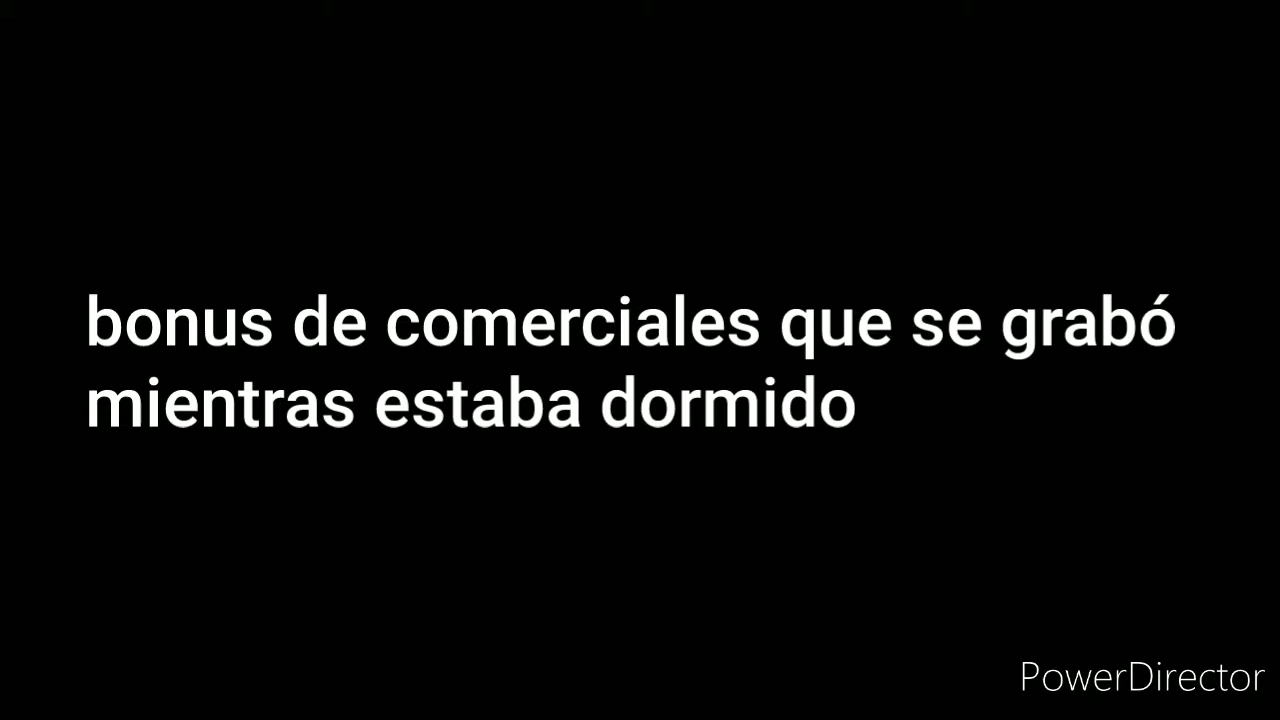 bonus de comerciales que se grabó
mientras estaba dormido
PowerDirector